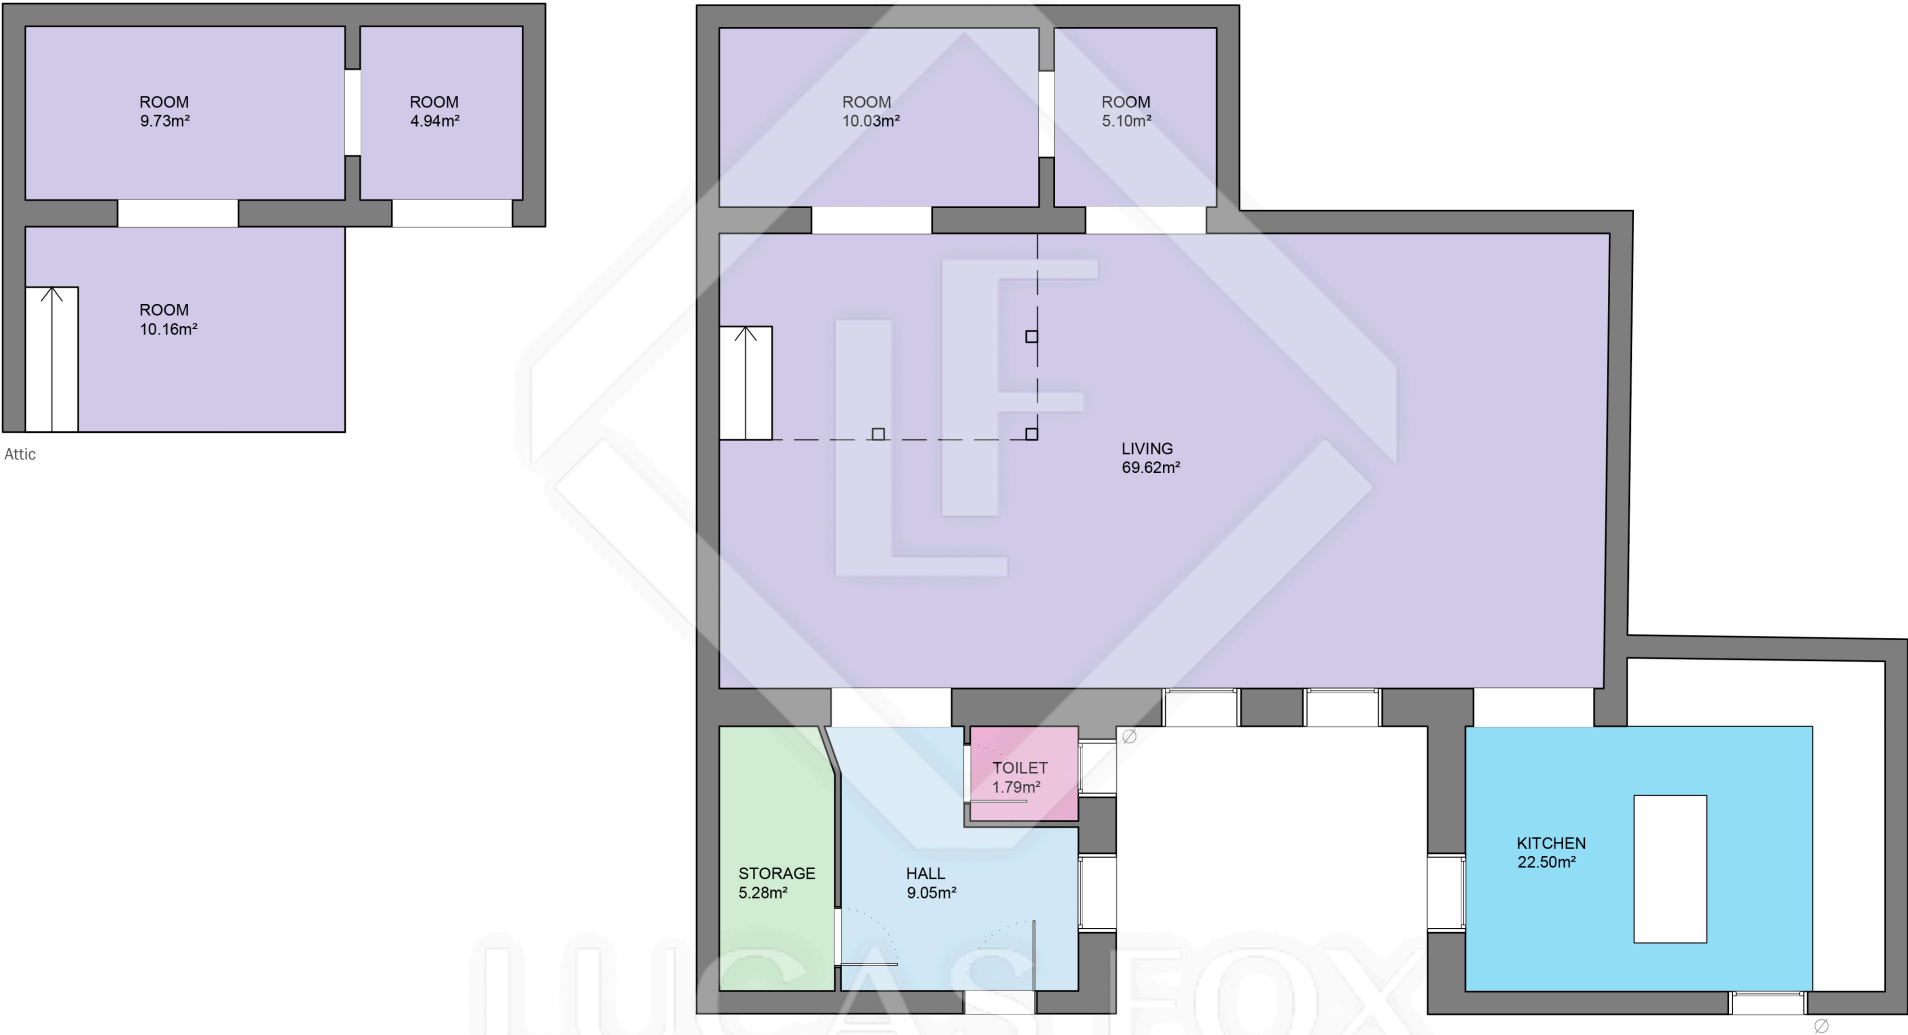 ROOM
9.73m²
ROOM
4.94m²
ROOM
10.16m²
Attic
ROOM
10.03m²
ROOM
5.10m²
LIVING
69.62m²
TOILET
1.79m²
STORAGE
5.28m²
HALL
9.05m²
KITCHEN
22.50m²
LF
LUCAS FOX